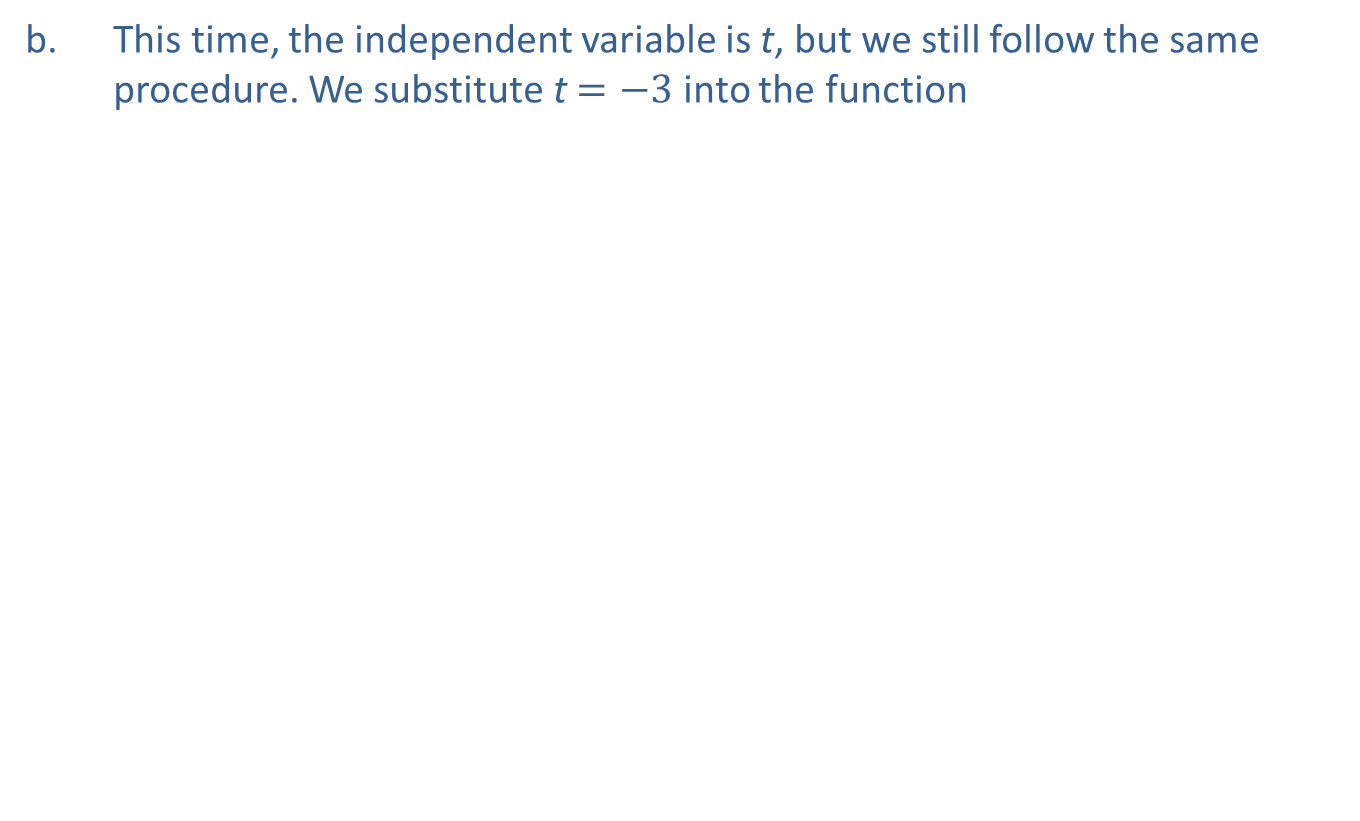 b. This time, the independent variable is t, but we still follow the same
procedure. We substitute t = −3 into the function